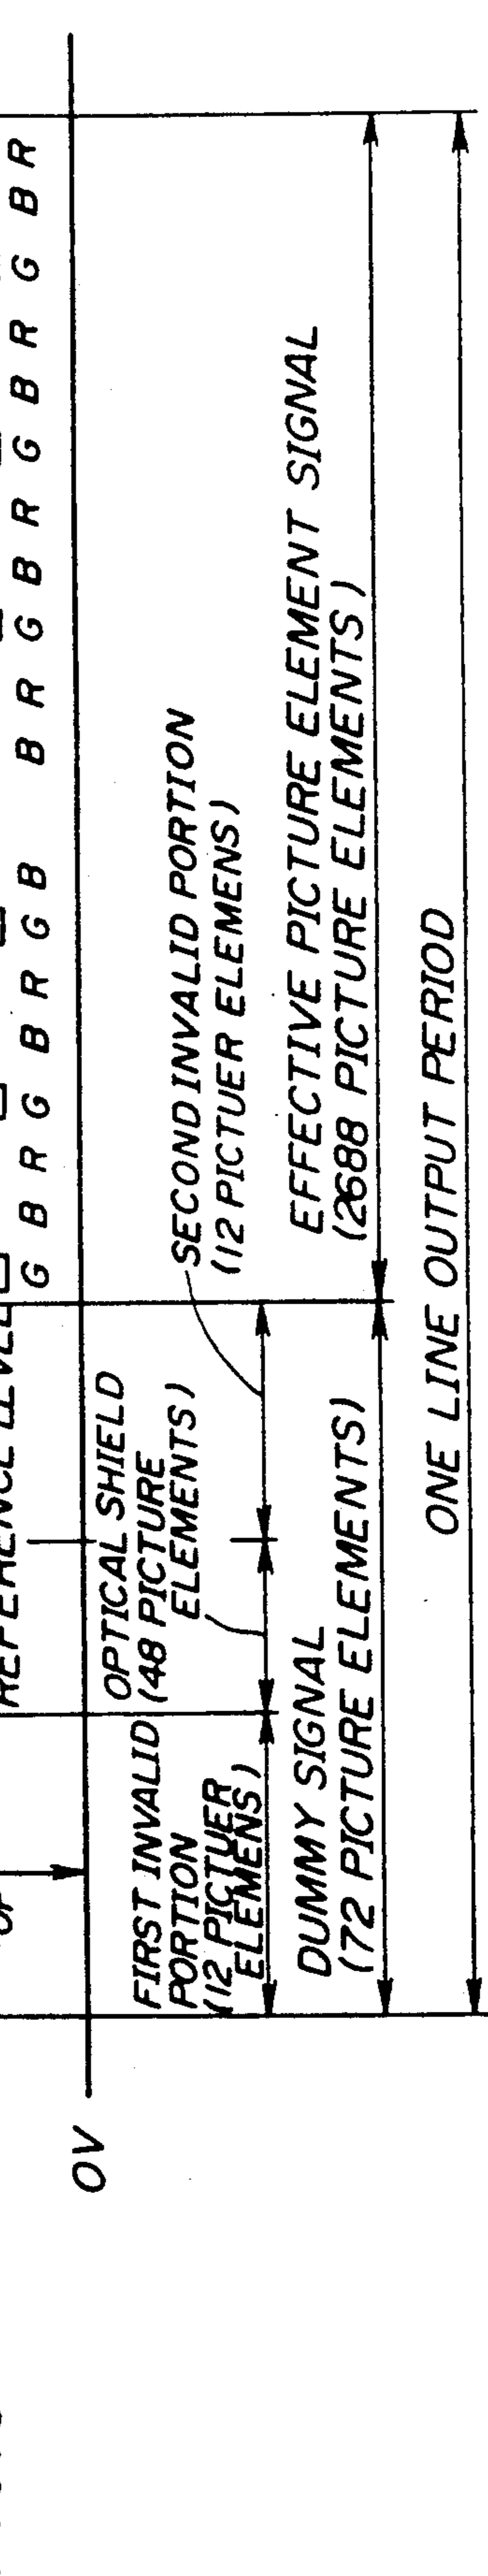 REFERENCE LEVEL
G B R G B R G B B R G B R G B R G B R
OV
FIRST INVALID
PORTION
(12 PICTUER
ELEMENS)
OPTICAL SHIELD
(48 PICTURE
ELEMENTS)
SECOND INVALID PORTION
(12 PICTUER ELEMENS)
DUMMY SIGNAL
(72 PICTURE ELEMENTS)
EFFECTIVE PICTURE ELEMENT SIGNAL
(2688 PICTURE ELEMENTS)
ONE LINE OUTPUT PERIOD